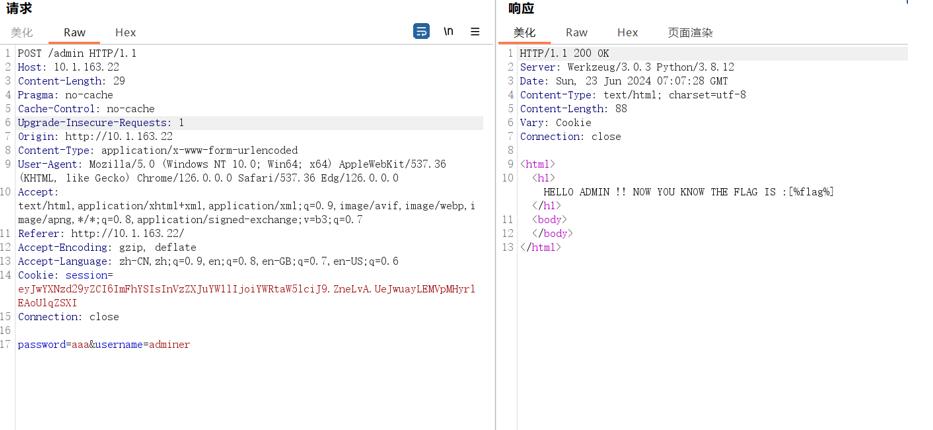 请求
美化 Raw Hex \n
1 POST /admin HTTP/1.1
2 Host: 10.1.163.22
3 Content-Length: 29
4 Pragma: no-cache
5 Cache-Control: no-cache
6 Upgrade-Insecure-Requests: 1
7 Origin: http://10.1.163.22
8 Content-Type: application/x-www-form-urlencoded
9 User-Agent: Mozilla/5.0 (Windows NT 10.0; Win64; x64) AppleWebKit/537.36
(KHTML, like Gecko) Chrome/126.0.0.0 Safari/537.36 Edg/126.0.0.0
10 Accept:
text/html,application/xhtml+xml,application/xml;q=0.9,image/avif,image/webp,i
mage/apng,*/*;q=0.8,application/signed-exchange;v=b3;q=0.7
11 Referer: http://10.1.163.22/
12 Accept-Encoding: gzip, deflate
13 Accept-Language: zh-CN,zh;q=0.9,en;q=0.8,en-GB;q=0.7,en-US;q=0.6
14 Cookie: session=
15 Connection: close
16
17 password=aaa&username=adminer
响应
美化 Raw Hex 页面渲染
1 HTTP/1.1 200 OK
2 Server: Werkzeug/3.0.3 Python/3.8.12
3 Date: Sun, 23 Jun 2024 07:07:28 GMT
4 Content-Type: text/html; charset=utf-8
5 Content-Length: 88
6 Vary: Cookie
7 Connection: close
8
9 <html>
10 <h1>
HELLO ADMIN !! NOW YOU KNOW THE FLAG IS :[%flag%]
</h1>
11 <body>
12 </body>
13 </html>